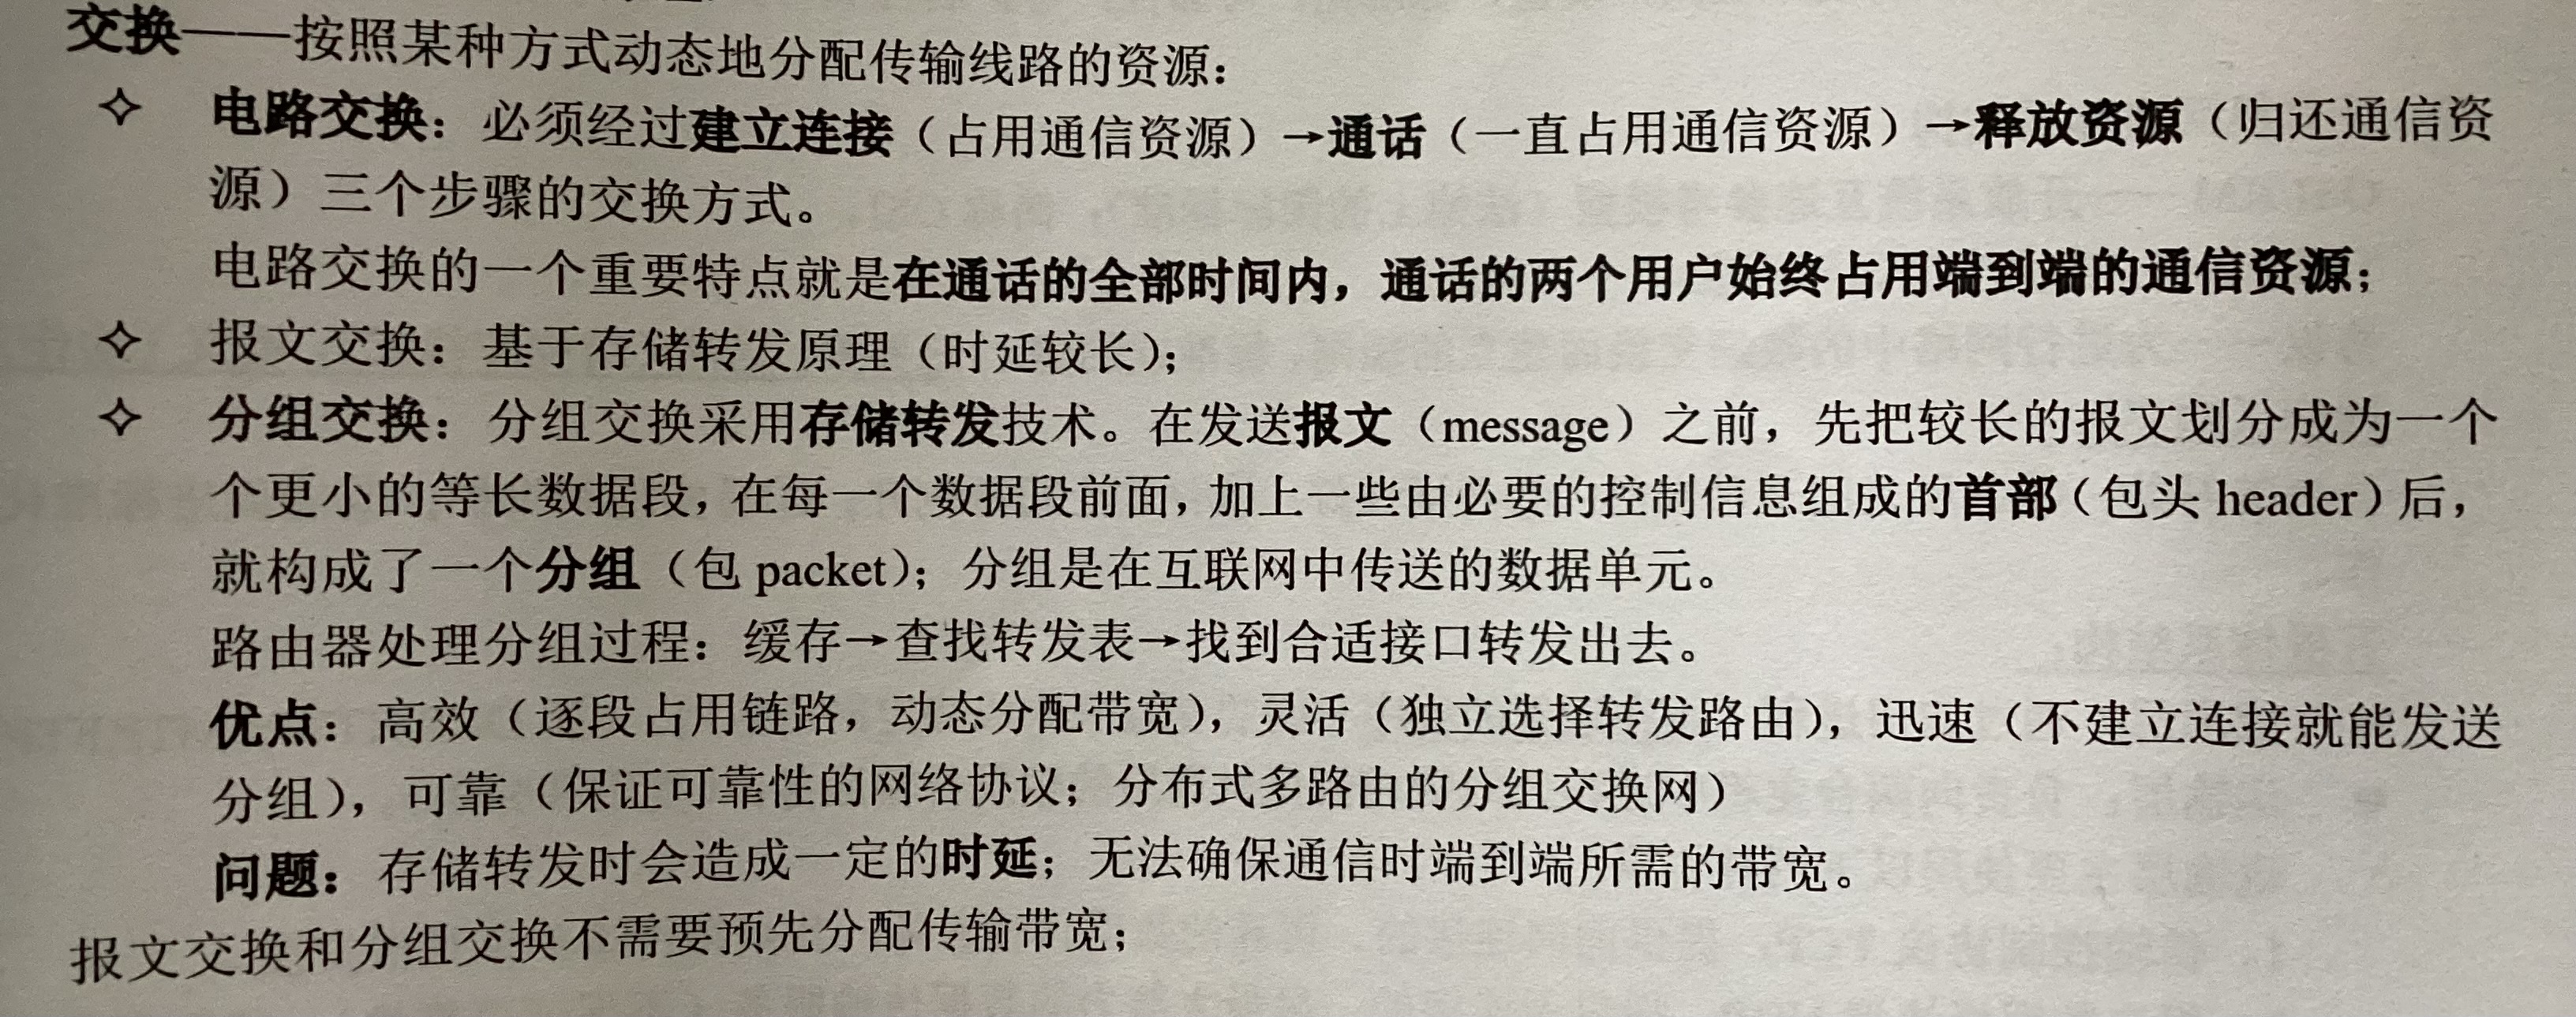 交换——按照某种方式动态地分配传输线路的资源：
✧ 电路交换：必须经过建立连接（占用通信资源）→通话（一直占用通信资源）→释放资源（归还通信资
源）三个步骤的交换方式。
电路交换的一个重要特点就是在通话的全部时间内，通话的两个用户始终占用端到端的通信资源；
✧ 报文交换：基于存储转发原理（时延较长）；
✧ 分组交换：分组交换采用存储转发技术。在发送报文（message）之前，先把较长的报文划分成为一个
个更小的等长数据段，在每一个数据段前面，加上一些由必要的控制信息组成的首部（包头 header）后，
就构成了一个分组（包 packet）；分组是在互联网中传送的数据单元。
路由器处理分组过程：缓存→查找转发表→找到合适接口转发出去。
优点：高效（逐段占用链路，动态分配带宽），灵活（独立选择转发路由），迅速（不建立连接就能发送
分组），可靠（保证可靠性的网络协议；分布式多路由的分组交换网）
问题：存储转发时会造成一定的时延；无法确保通信时端到端所需的带宽。
报文交换和分组交换不需要预先分配传输带宽；